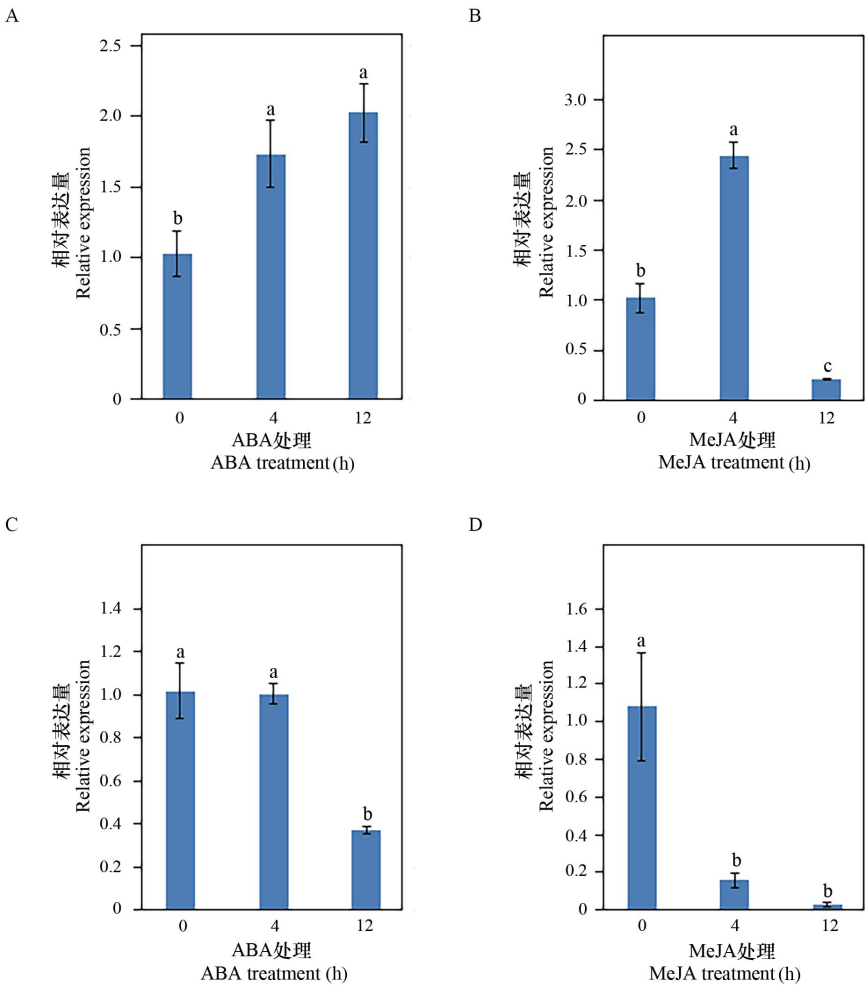 A
2.5
2.0
1.5
1.0
0.5
0
b
a
a
相对表达量
Relative expression
0 4 12
ABA处理
ABA treatment (h)
B
3.0
2.5
2.0
1.5
1.0
0.5
0
b
a
c
相对表达量
Relative expression
0 4 12
MeJA处理
MeJA treatment (h)
C
1.4
1.2
1.0
0.8
0.6
0.4
0.2
0
a
a
b
相对表达量
Relative expression
0 4 12
ABA处理
ABA treatment (h)
D
1.6
1.4
1.2
1.0
0.8
0.6
0.4
0.2
0
a
b
b
相对表达量
Relative expression
0 4 12
MeJA处理
MeJA treatment (h)